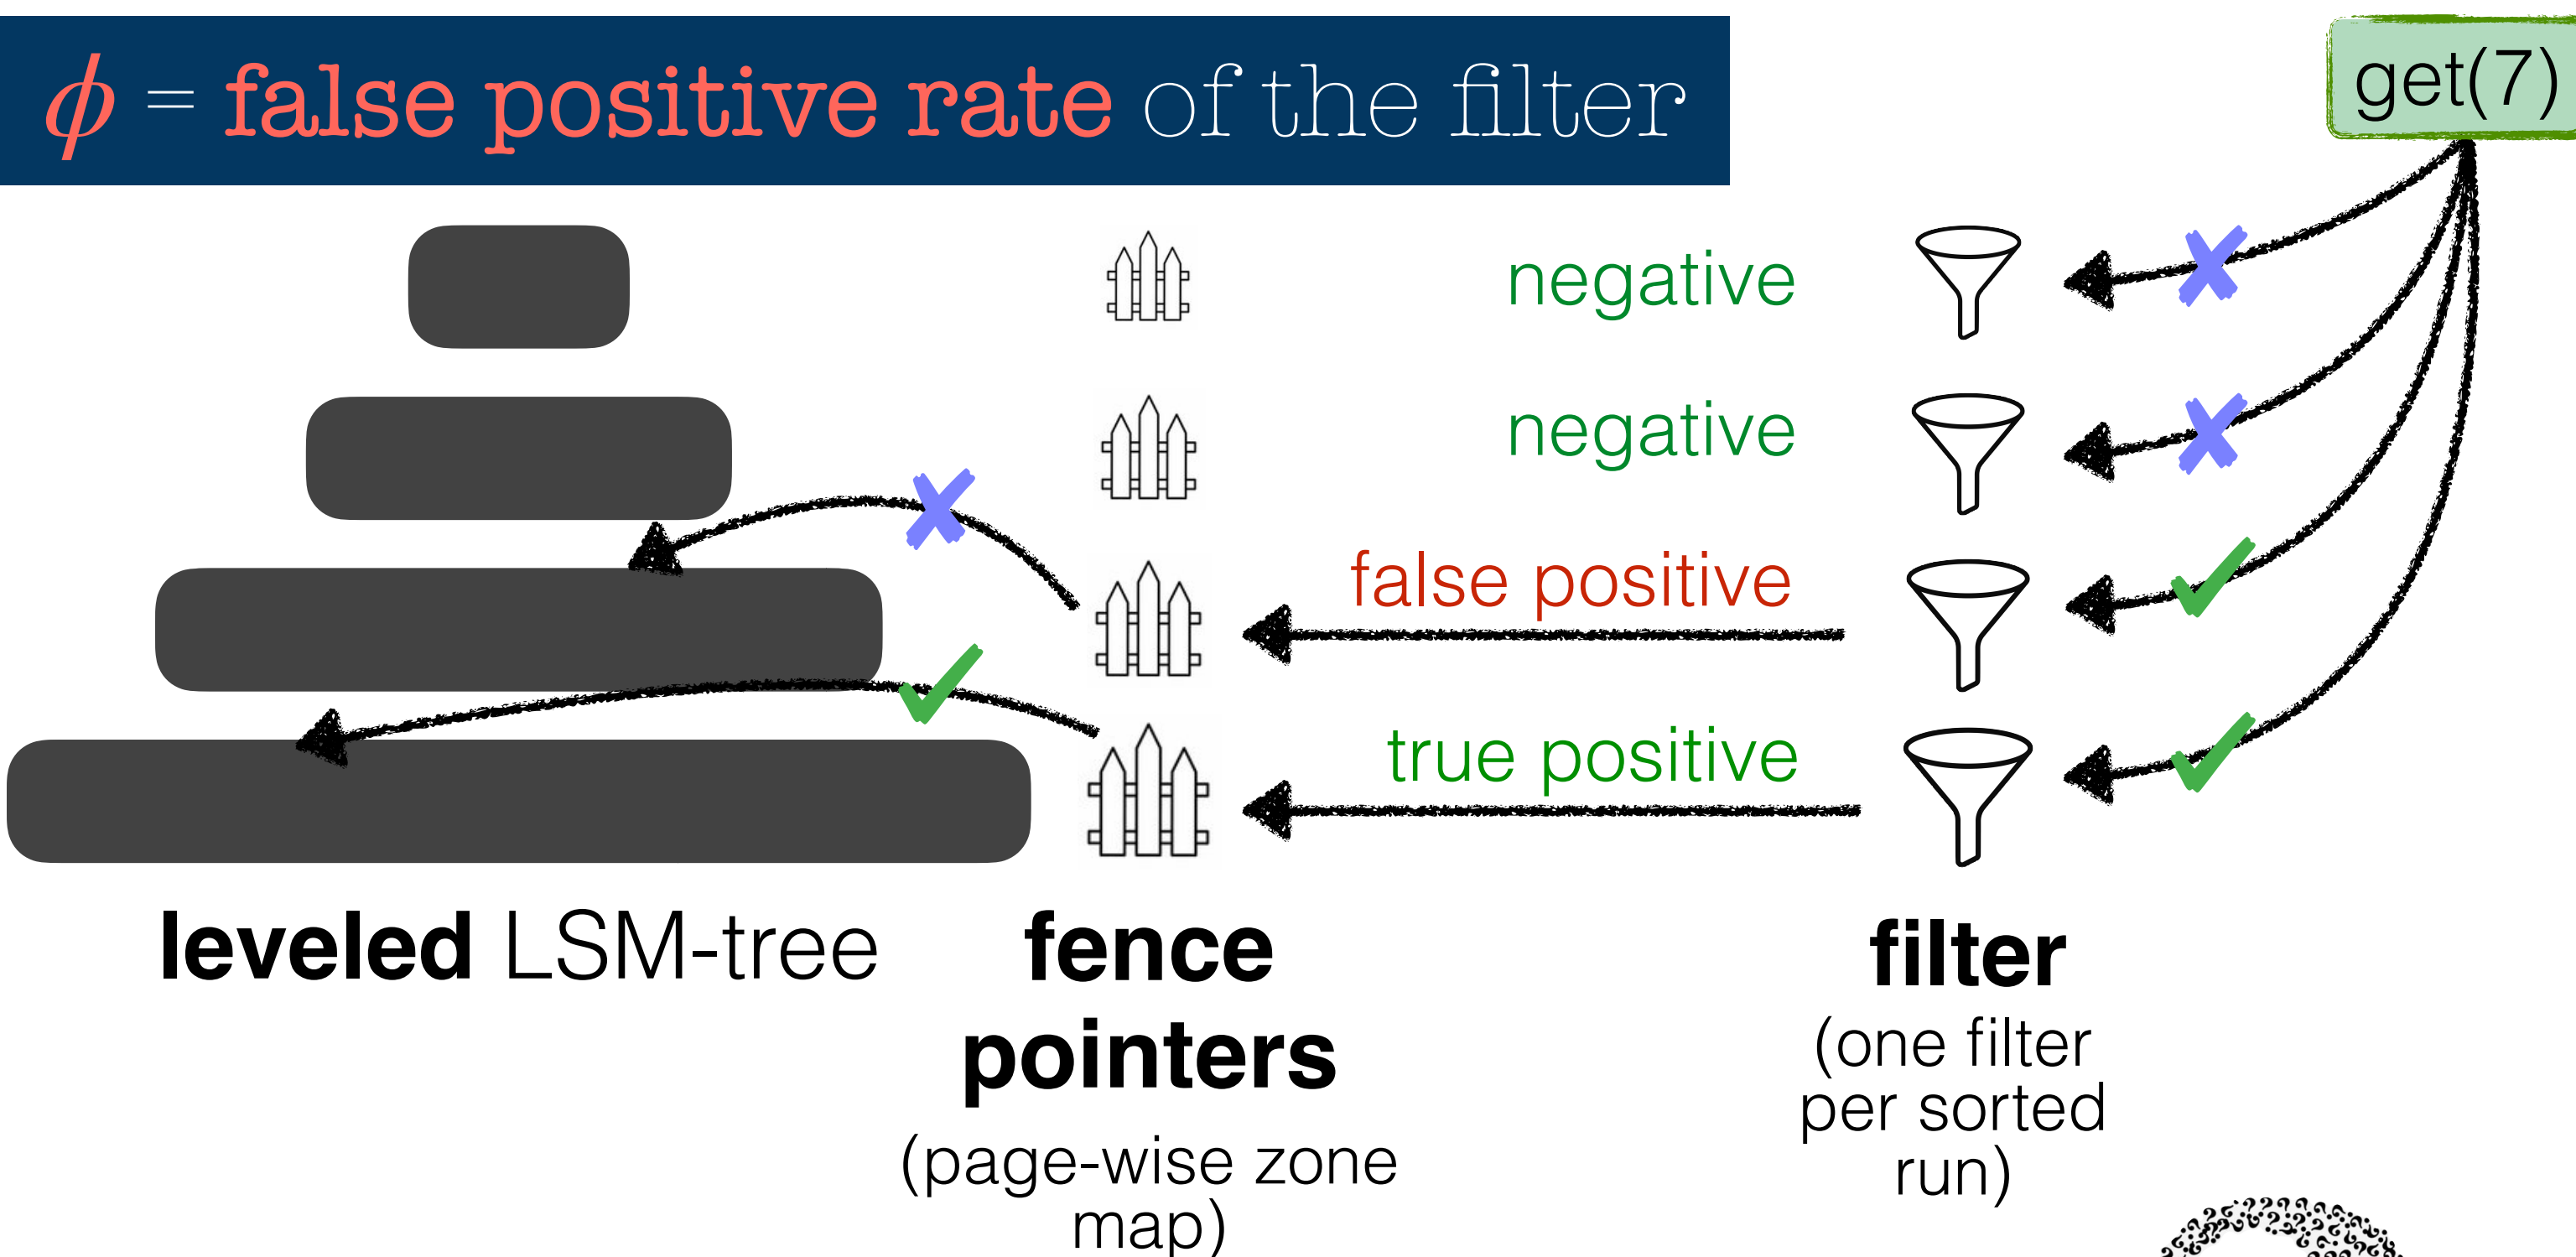 ϕ = false positive rate of the filter
get(7)
negative
negative
false positive
true positive
leveled LSM-tree
fence
pointers
(page-wise zone
map)
filter
(one filter
per sorted
run)